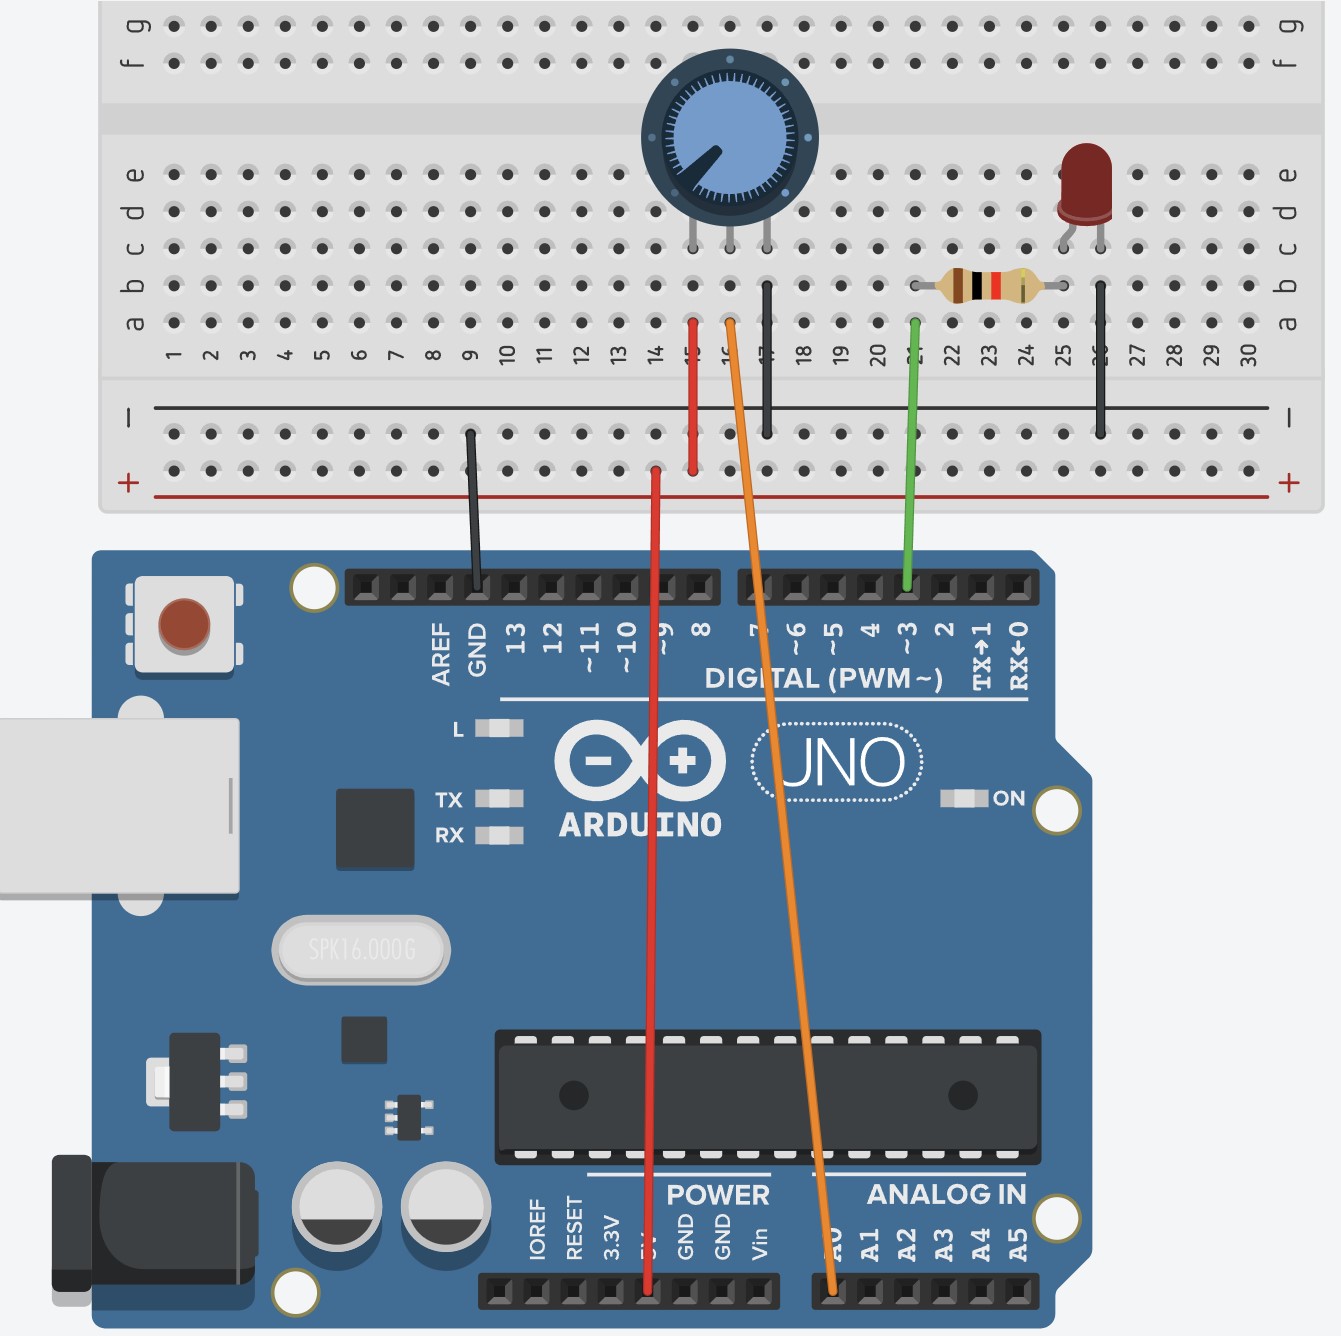 g g
f f
e e
d d
c c
b b
a a
1 2 3 4 5 6 7 8 9 10 11 12 13 14 15 16 17 18 19 20 21 22 23 24 25 26 27 28 29 30
− −
+ +
AREF GND 13 12 ~11 ~10 ~9 8 7 ~6 ~5 4 ~3 2 TX→1 RX←0
DIGITAL (PWM~)
L
UNO
TX
ON
RX
ARDUINO
SPK16.000G
POWER
ANALOG IN
IOREF RESET 3.3V 5V GND GND Vin A0 A1 A2 A3 A4 A5